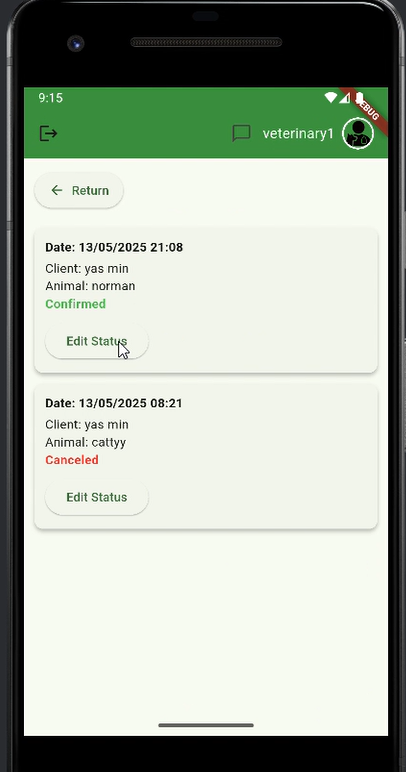 9:15
DEBUG
veterinary1
Return
Date: 13/05/2025 21:08
Client: yas min
Animal: norman
Confirmed
Edit Status
Date: 13/05/2025 08:21
Client: yas min
Animal: cattyy
Canceled
Edit Status